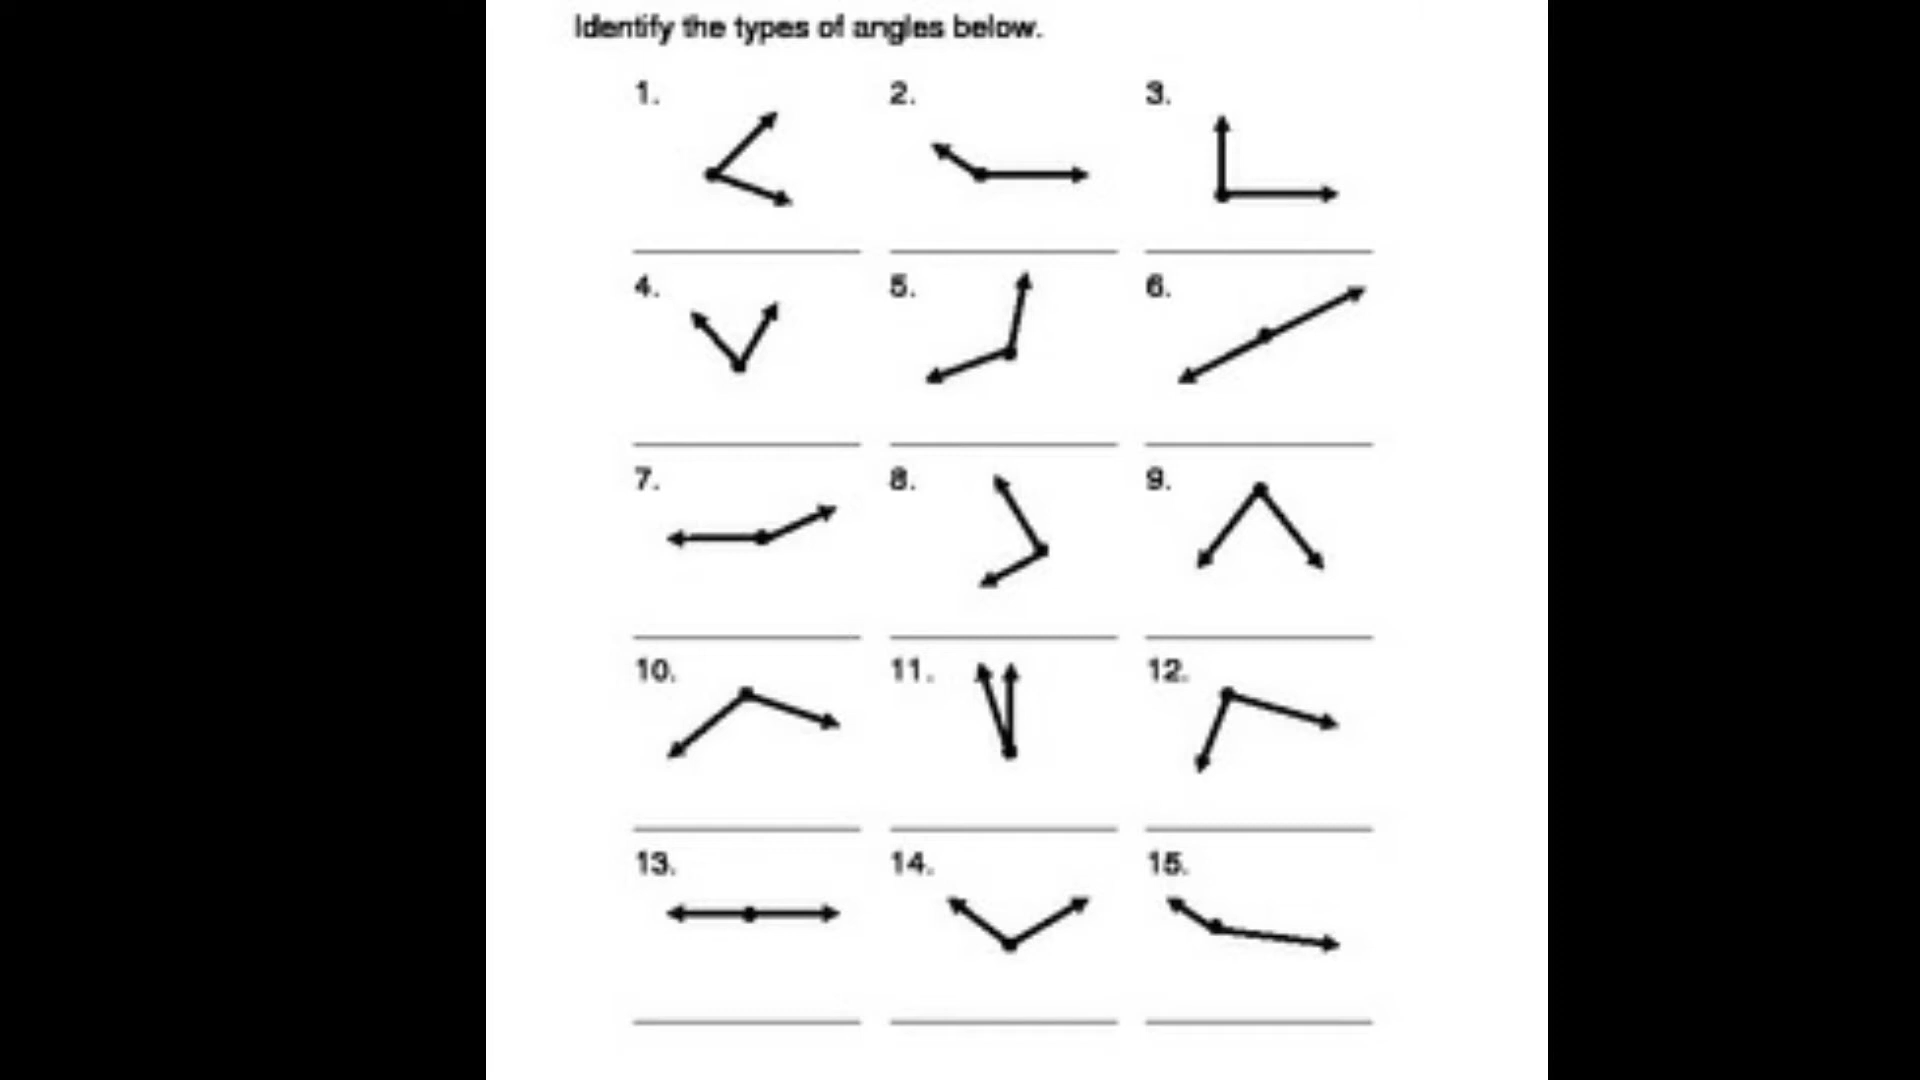 Identify the types of angles below.
1. 2. 3.
4. 5. 6.
7. 8. 9.
10. 11. 12.
13. 14. 15.